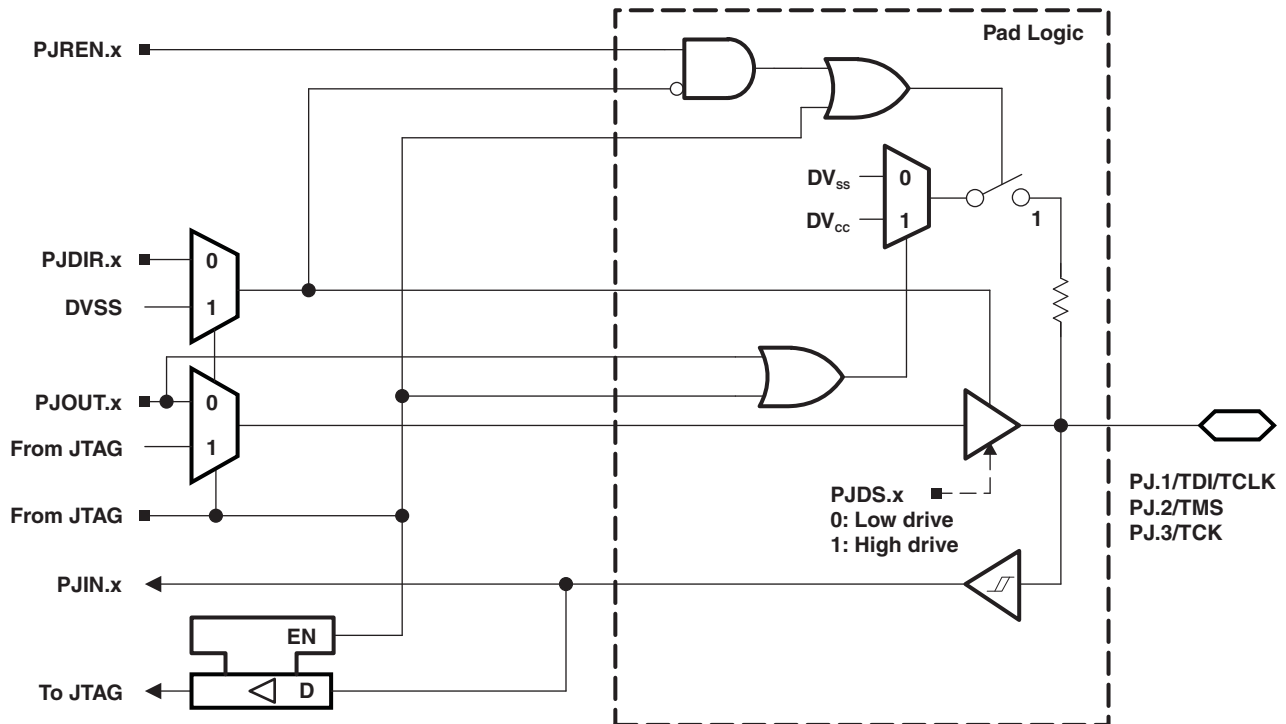 Pad Logic
PJREN.x
DVss 0
DVcc 1
1
PJDIR.x 0
DVSS 1
PJOUT.x 0
From JTAG 1
PJDS.x
0: Low drive
1: High drive
PJ.1/TDI/TCLK
PJ.2/TMS
PJ.3/TCK
From JTAG
PJIN.x
EN
To JTAG D